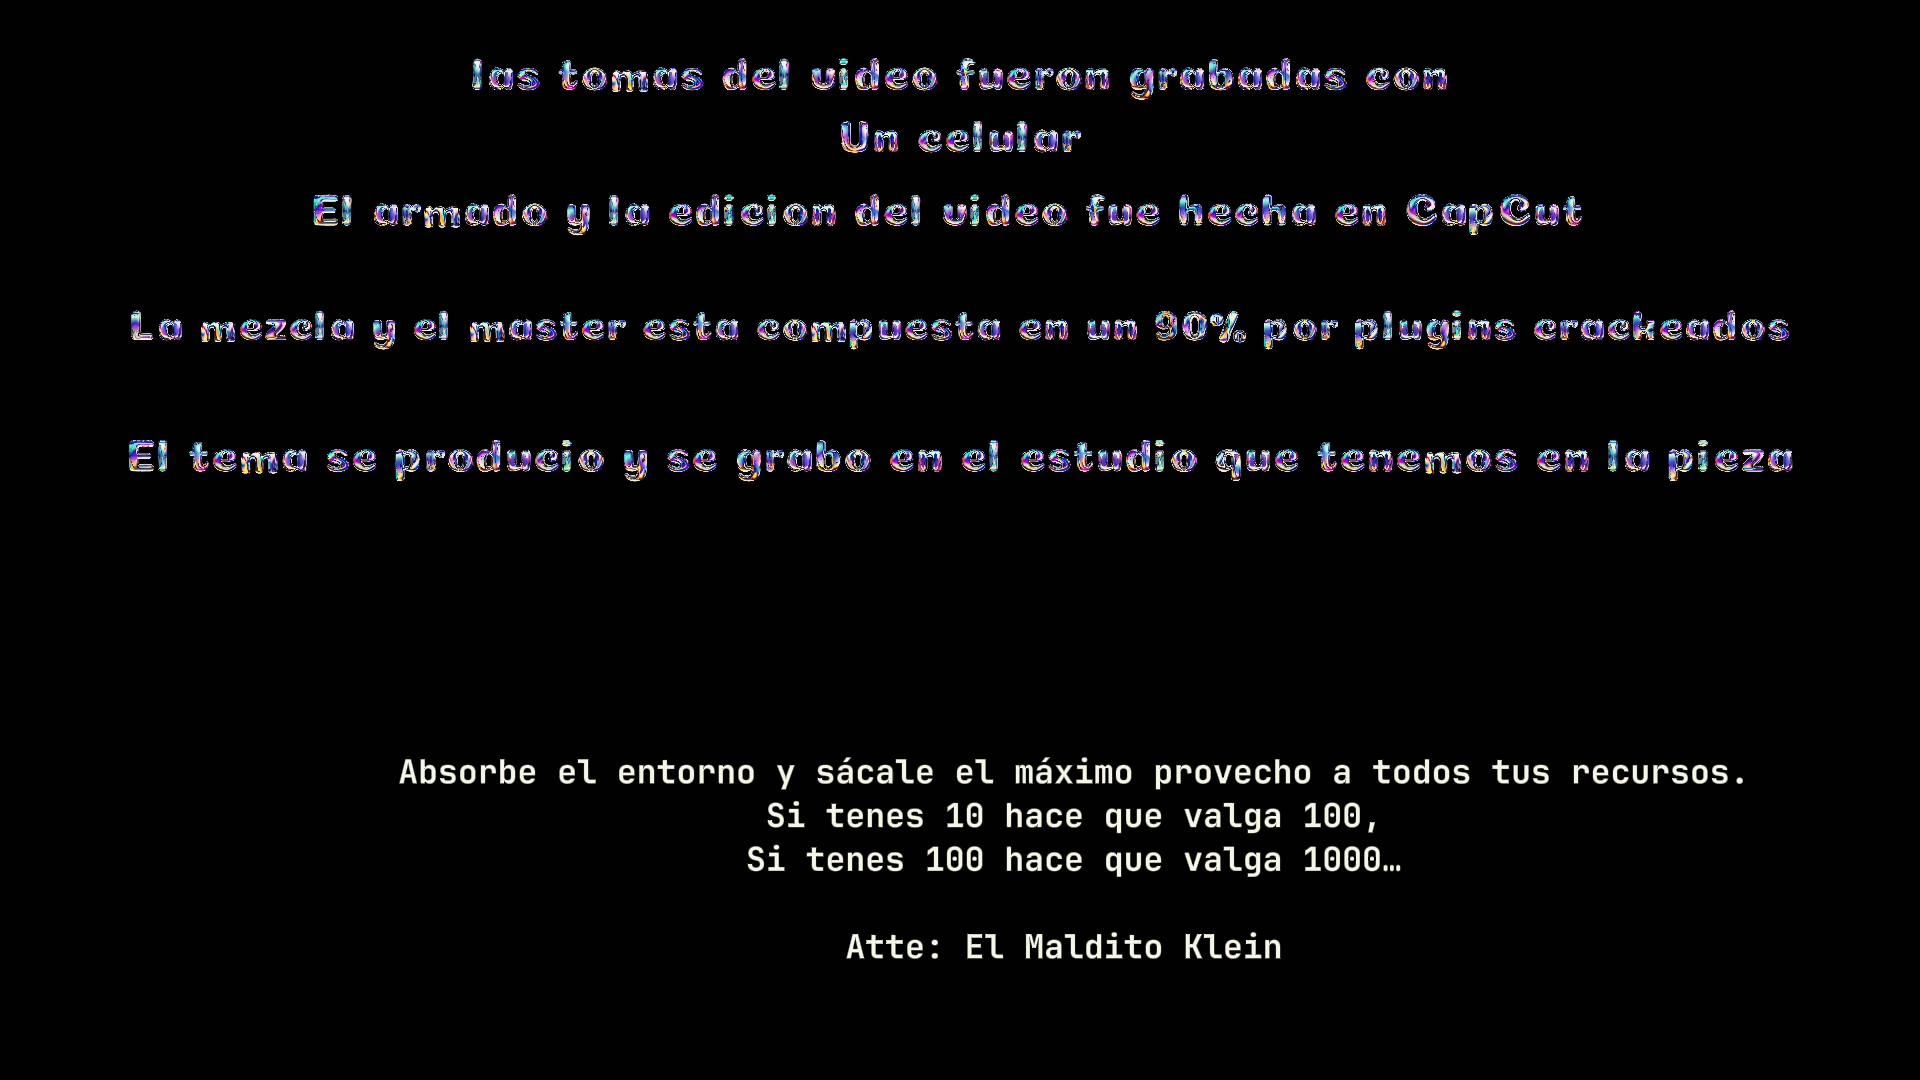 las tomas del video fueron grabadas con
Un celular
El armado y la edicion del video fue hecha en CapCut
La mezcla y el master esta compuesta en un 90% por plugins crackeados
El tema se producio y se grabo en el estudio que tenemos en la pieza
Absorbe el entorno y sácale el máximo provecho a todos tus recursos.
Si tenes 10 hace que valga 100,
Si tenes 100 hace que valga 1000…
Atte: El Maldito Klein